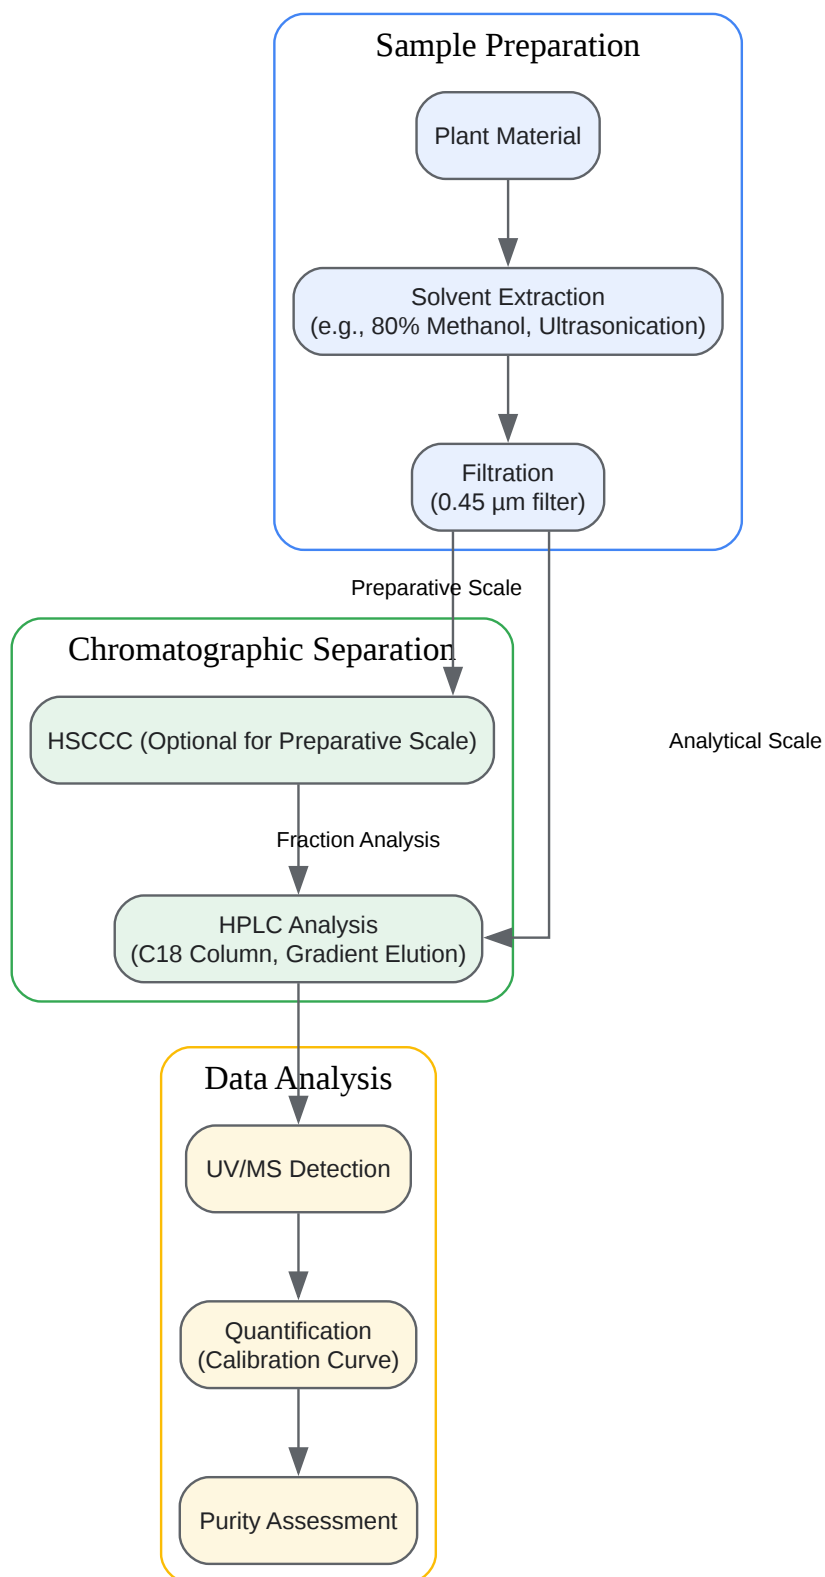 Sample Preparation
Plant Material
Solvent Extraction
(e.g., 80% Methanol, Ultrasonication)
Filtration
(0.45 µm filter)
Preparative Scale
Chromatographic Separation
HSCCC (Optional for Preparative Scale)
Analytical Scale
Fraction Analysis
HPLC Analysis
(C18 Column, Gradient Elution)
Data Analysis
UV/MS Detection
Quantification
(Calibration Curve)
Purity Assessment